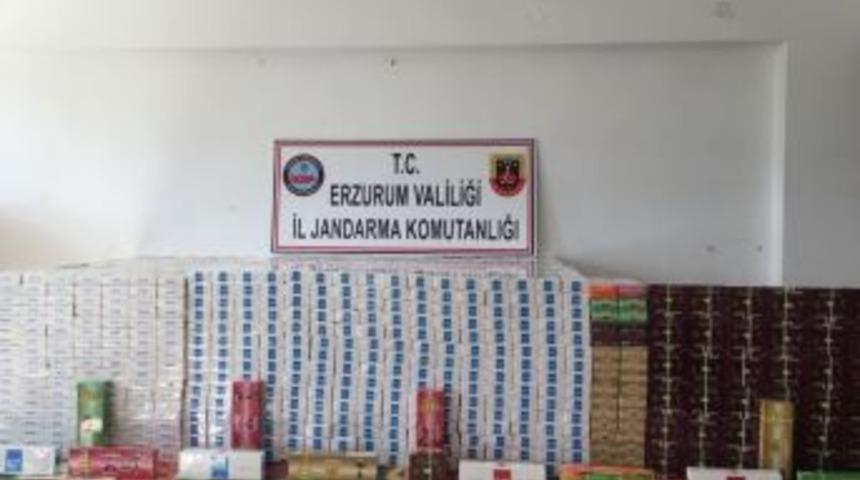 T.C.
ERZURUM VALİLİĞİ
İL JANDARMA KOMUTANLIĞI